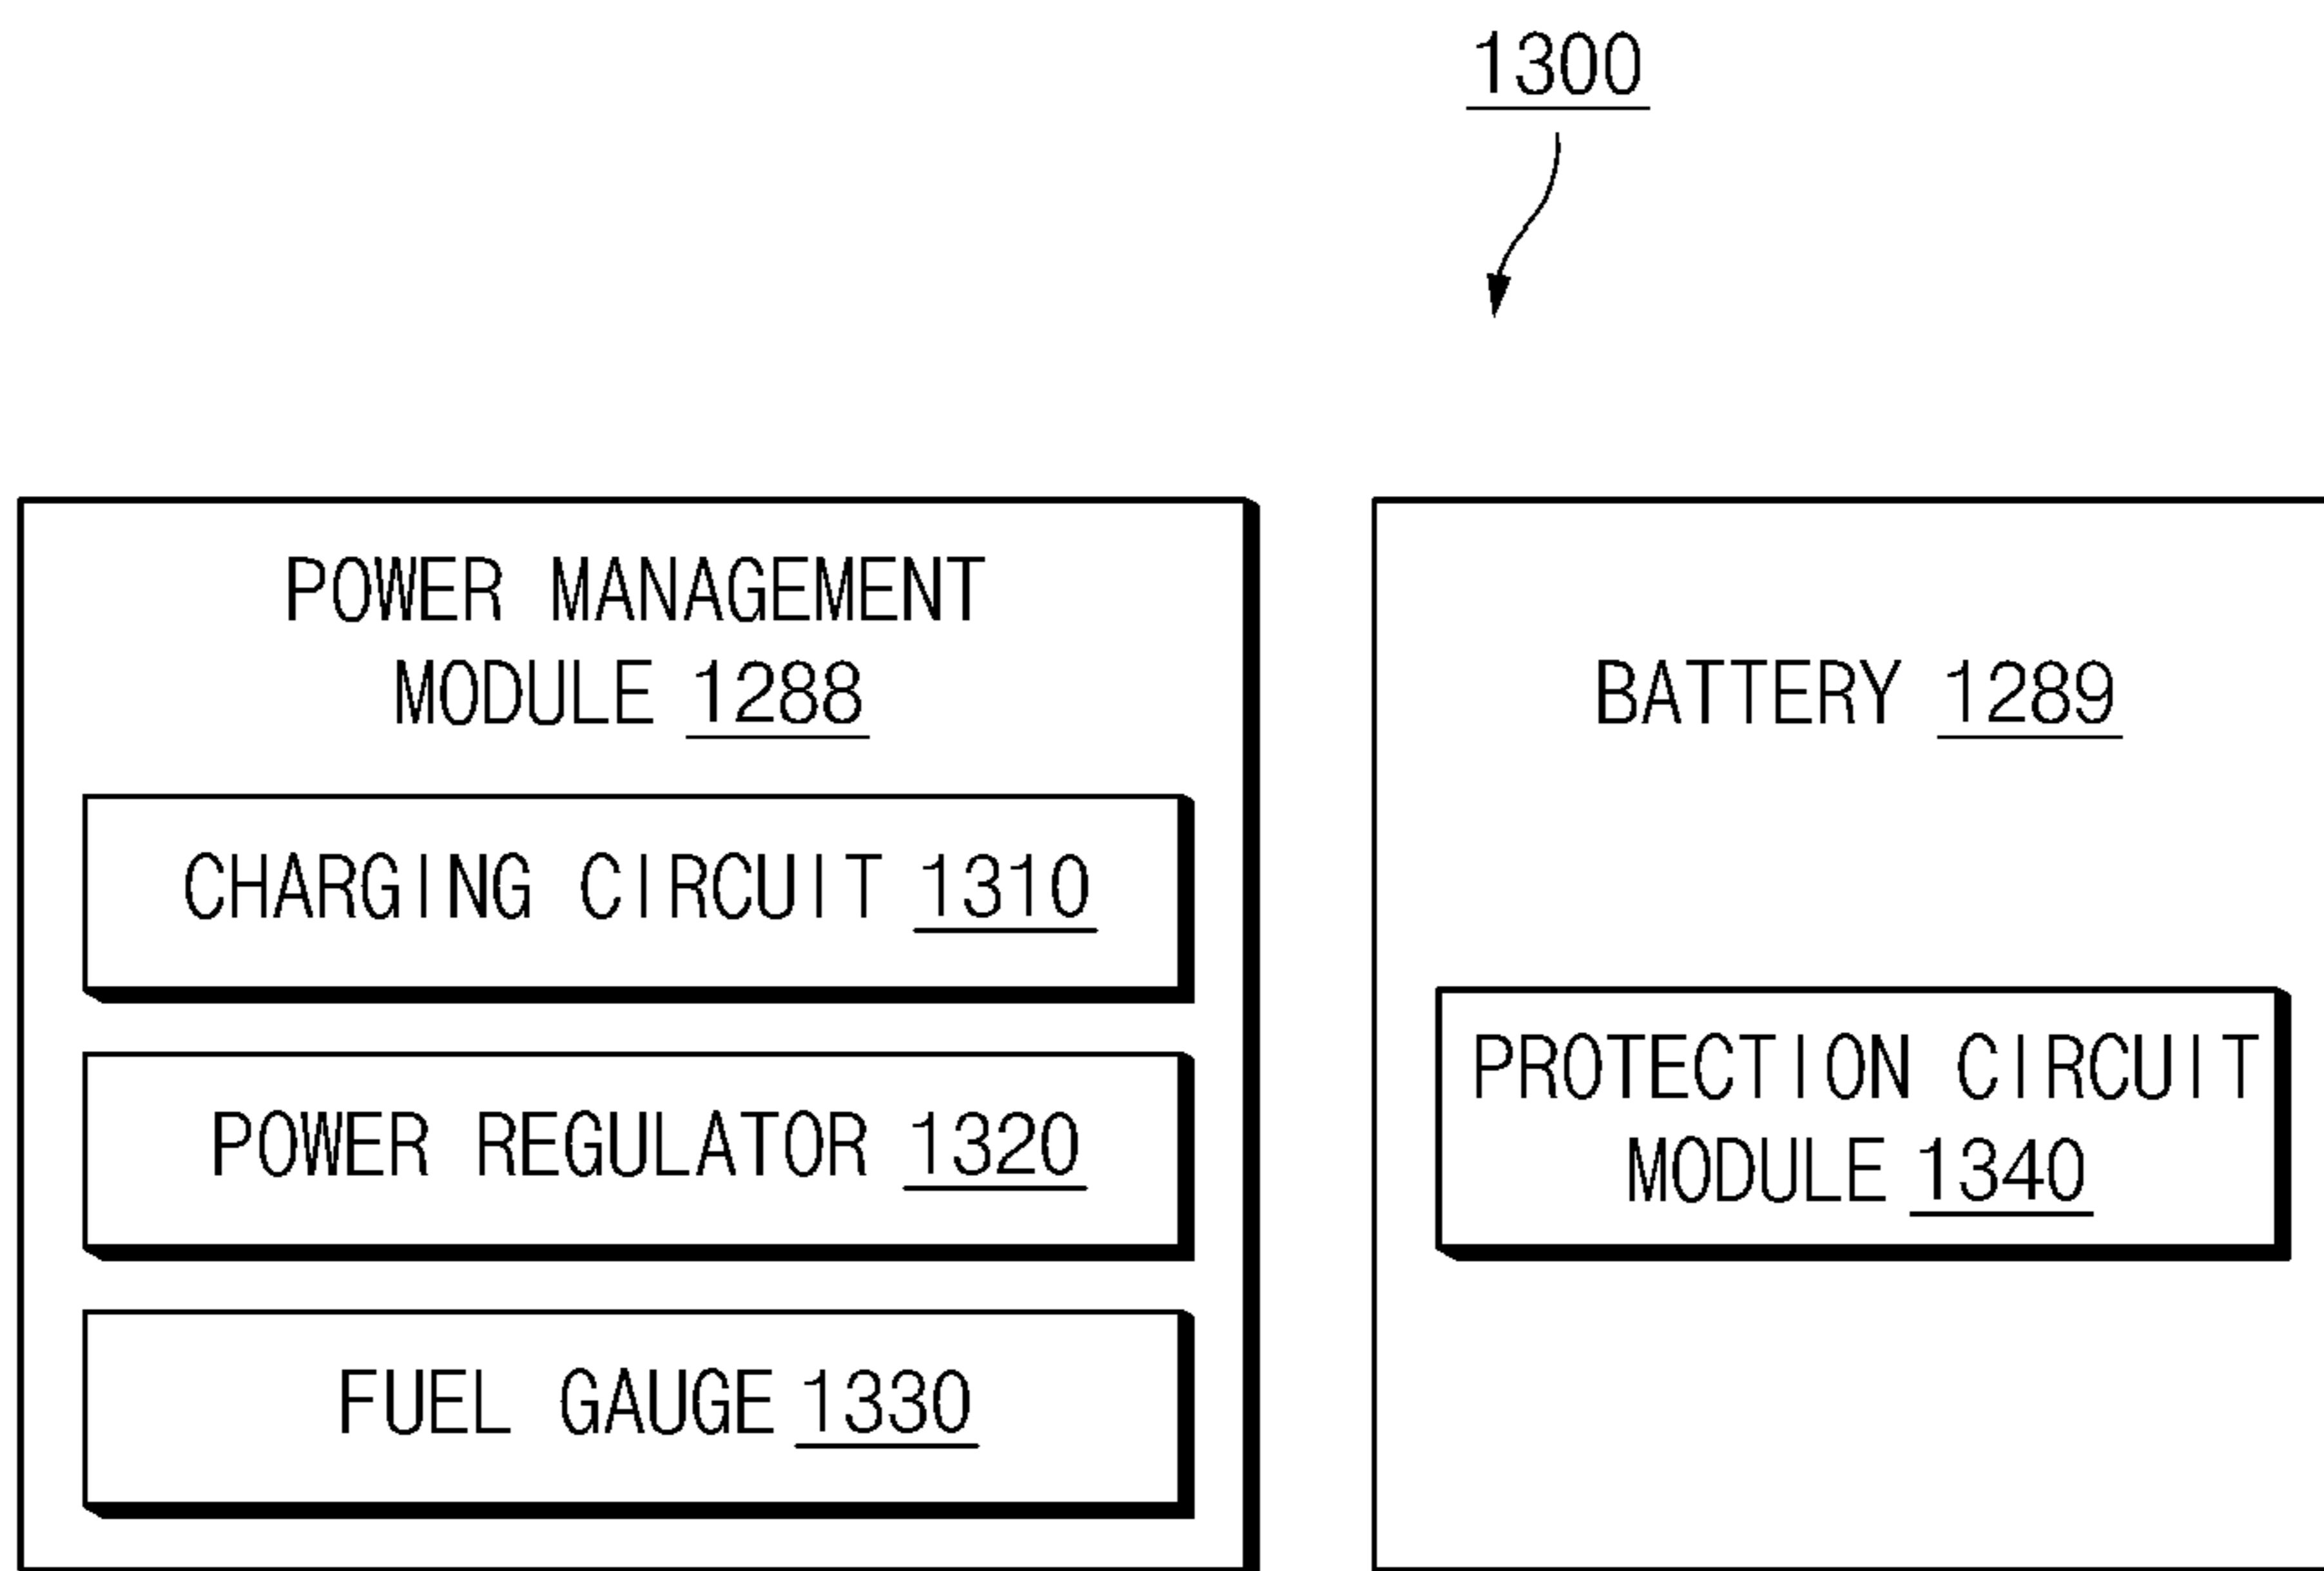 1300
POWER MANAGEMENT
MODULE 1288
CHARGING CIRCUIT 1310
POWER REGULATOR 1320
FUEL GAUGE 1330
BATTERY 1289
PROTECTION CIRCUIT
MODULE 1340